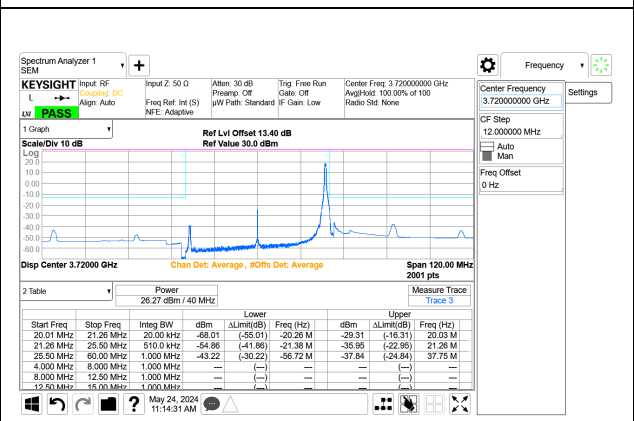 Spectrum Analyzer 1
SEM
Frequency
KEYSIGHT Input: RF Input Z: 50 Ω Atten: 30 dB Trig: Free Run Center Freq: 3.720000000 GHz
L Coupling: DC Preamp: Off Gate: Off Avg|Hold: 100.00% of 100
Align: Auto Freq Ref: Int (S) µW Path: Standard IF Gain: Low Radio Std: None
PASS NFE: Adaptive
Center Frequency
3.720000000 GHz
Settings
CF Step
12.000000 MHz
Auto
Man
Freq Offset
0 Hz
1 Graph
Scale/Div 10 dB
Ref Lvl Offset 13.40 dB
Ref Value 30.0 dBm
Log
20.0
10.0
0.00
-10.0
-20.0
-30.0
-40.0
-50.0
-60.0
Disp Center 3.72000 GHz Chan Det: Average , #Offs Det: Average Span 120.00 MHz
2001 pts
2 Table
Power
26.27 dBm / 40 MHz
Measure Trace
Trace 3
Lower Upper
Start Freq Stop Freq Integ BW dBm ∆Limit(dB) Freq (Hz) dBm ∆Limit(dB) Freq (Hz)
20.01 MHz 21.26 MHz 20.00 kHz -68.01 (-55.01) -20.26 M -29.31 (-16.31) 20.03 M
21.26 MHz 25.50 MHz 510.0 kHz -54.86 (-41.86) -21.38 M -35.95 (-22.95) 21.26 M
25.50 MHz 60.00 MHz 1.000 MHz -43.22 (-30.22) -56.72 M -37.84 (-24.84) 37.75 M
4.000 MHz 8.000 MHz 1.000 MHz --- (---) --- --- (---) ---
8.000 MHz 12.50 MHz 1.000 MHz --- (---) --- --- (---) ---
12.50 MHz 15.00 MHz 1.000 MHz --- (---) --- --- (---) ---
May 24, 2024
11:14:31 AM